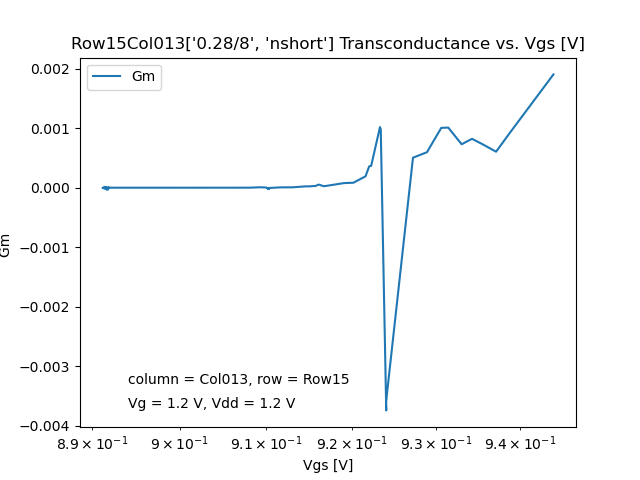 Row15Col013['0.28/8', 'nshort'] Transconductance vs. Vgs [V]
Gm
0.002
0.001
0.000
−0.001
−0.002
−0.003
−0.004
Gm
column = Col013, row = Row15
Vg = 1.2 V, Vdd = 1.2 V
8.9 × 10⁻¹ 9 × 10⁻¹ 9.1 × 10⁻¹ 9.2 × 10⁻¹ 9.3 × 10⁻¹ 9.4 × 10⁻¹
Vgs [V]